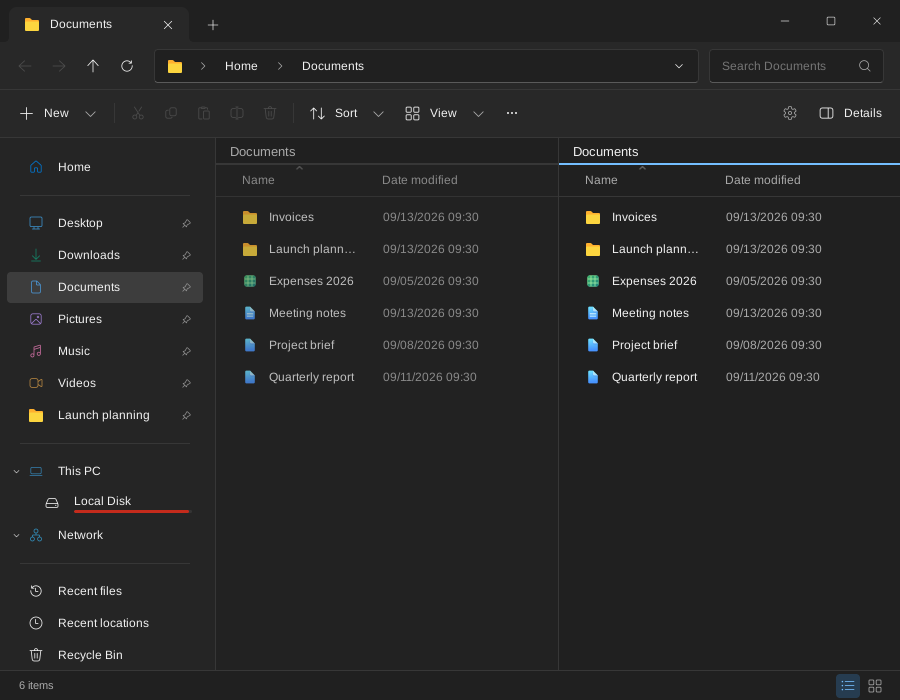 Documents
Home
Documents
Search Documents
New
Sort
View
Details
Home
Desktop
Downloads
Documents
Pictures
Music
Videos
Launch planning
This PC
Local Disk
Network
Recent files
Recent locations
Recycle Bin
Documents
Name Date modified
Invoices 09/13/2026 09:30
Launch plann... 09/13/2026 09:30
Expenses 2026 09/05/2026 09:30
Meeting notes 09/13/2026 09:30
Project brief 09/08/2026 09:30
Quarterly report 09/11/2026 09:30
Documents
Name Date modified
Invoices 09/13/2026 09:30
Launch plann... 09/13/2026 09:30
Expenses 2026 09/05/2026 09:30
Meeting notes 09/13/2026 09:30
Project brief 09/08/2026 09:30
Quarterly report 09/11/2026 09:30
6 items